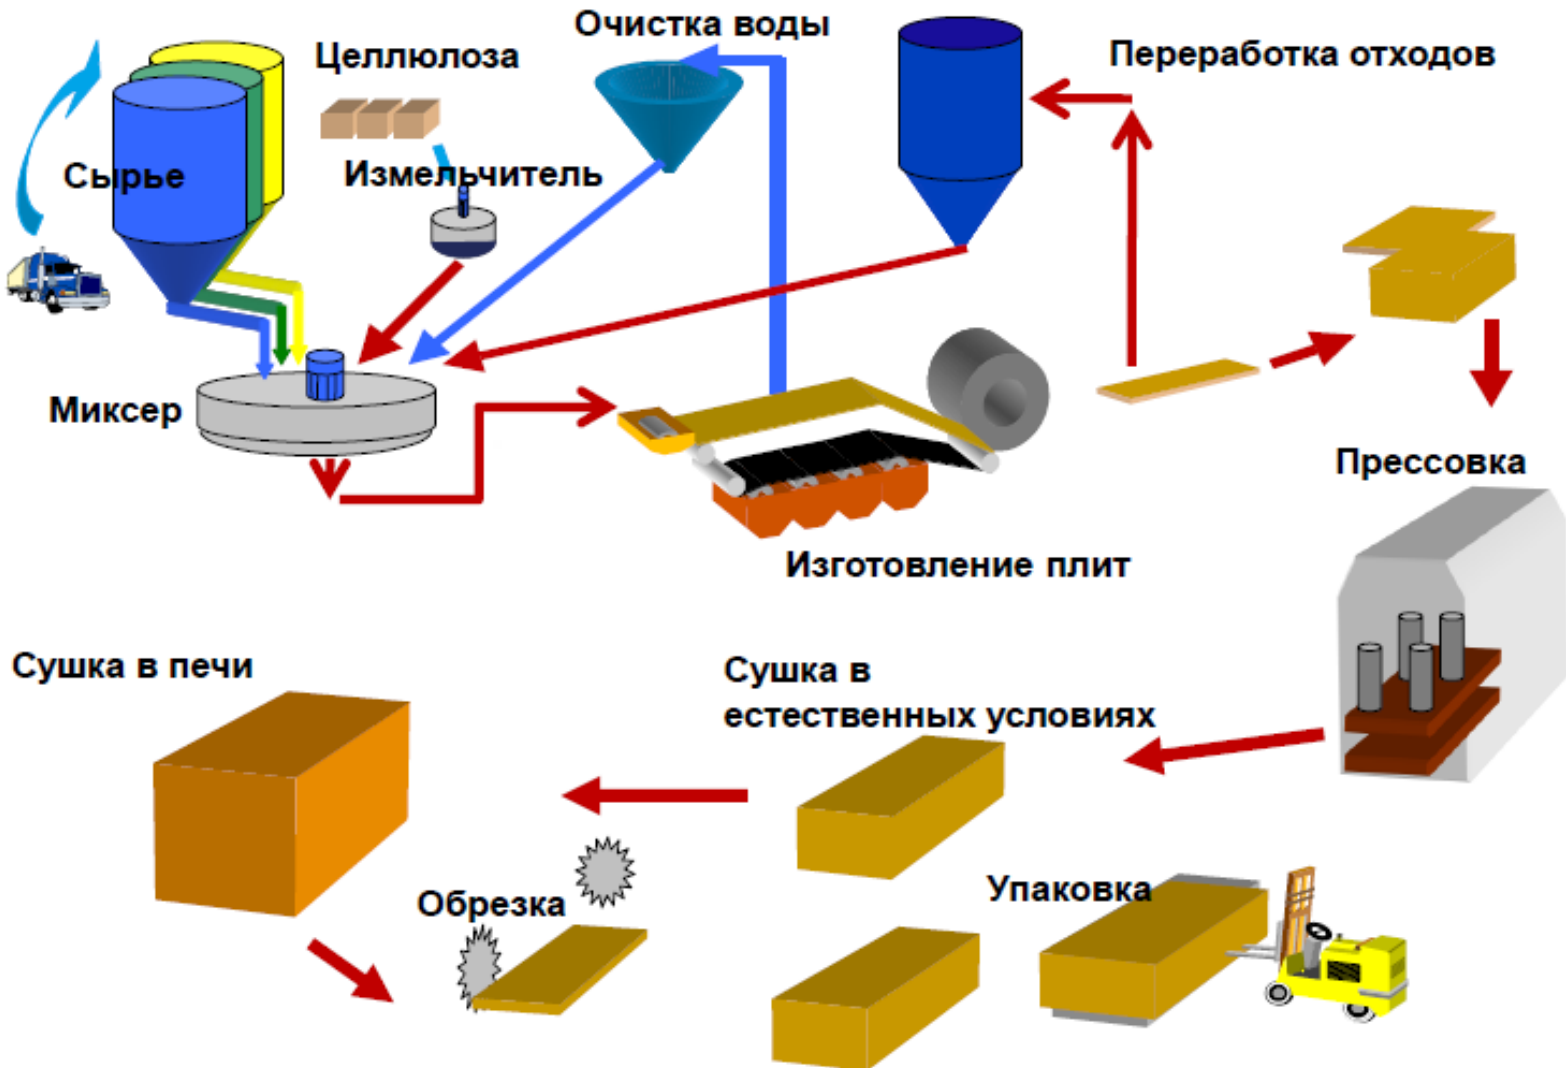 Очистка воды
Целлюлоза
Переработка отходов
Сырье
Измельчитель
Миксер
Прессовка
Изготовление плит
Сушка в печи
Сушка в
естественных условиях
Обрезка
Упаковка